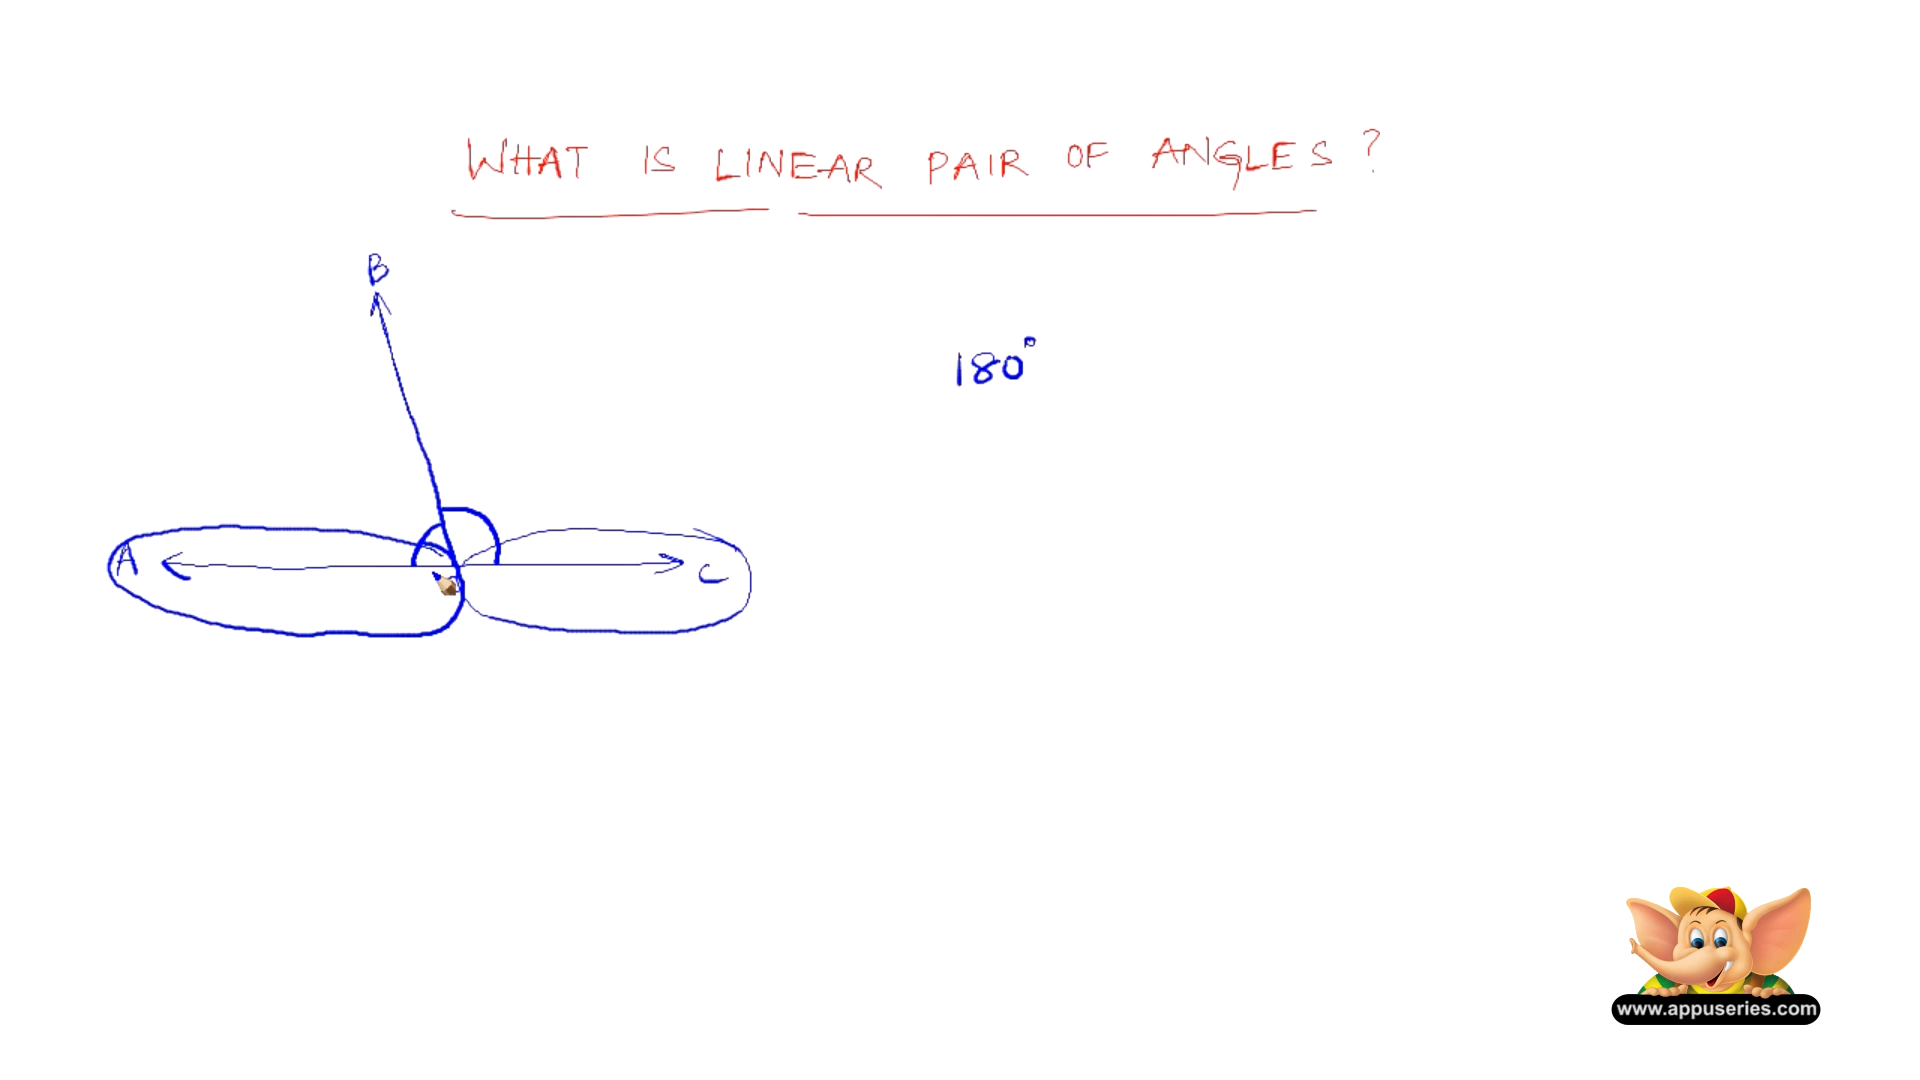 WHAT IS LINEAR PAIR OF ANGLES?
B
180°
A
C
www.appuseries.com